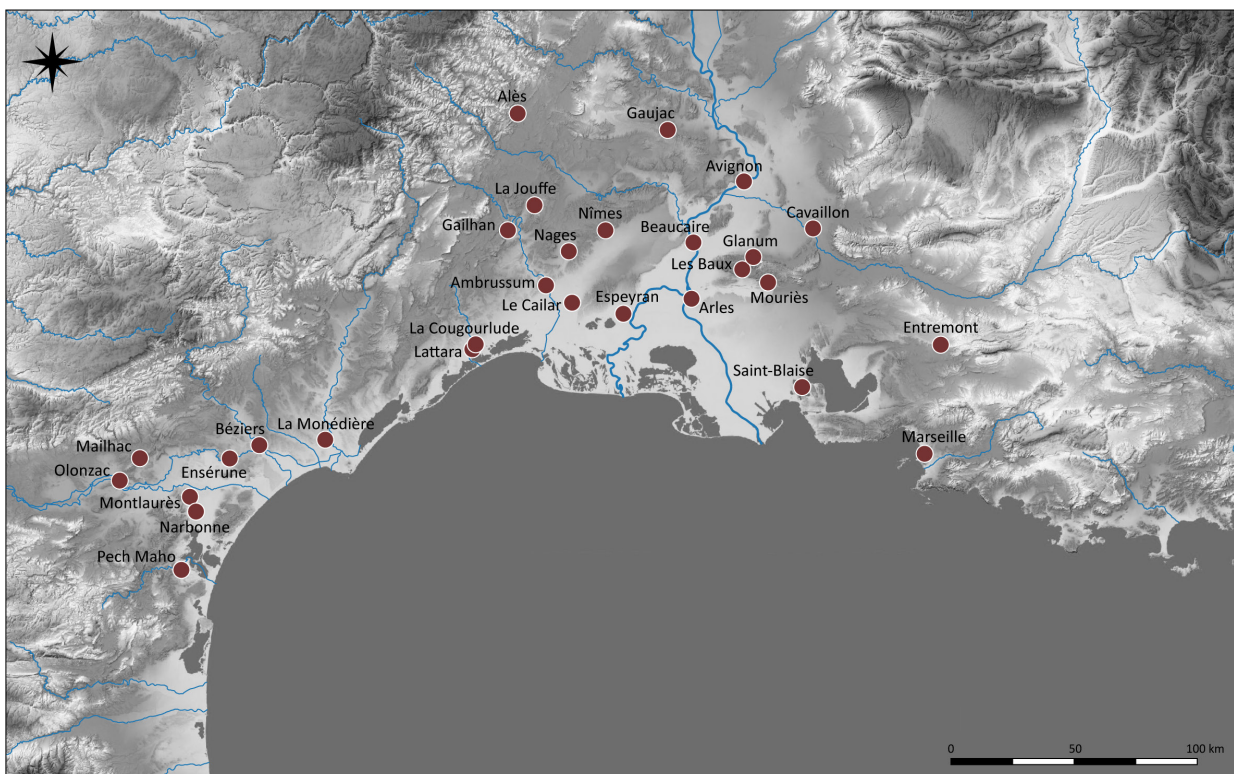 Alès
Gaujac
Avignon
La Jouffe
Gailhan
Nîmes
Nages
Beaucaire
Cavaillon
Glanum
Les Baux
Mouriès
Ambrussum
Le Cailar
Espeyran
Arles
La Cougourlude
Lattara
Entremont
Saint-Blaise
La Monédière
Béziers
Marseille
Mailhac
Ensérune
Olonzac
Montlaurès
Narbonne
Pech Maho
0 50 100 km